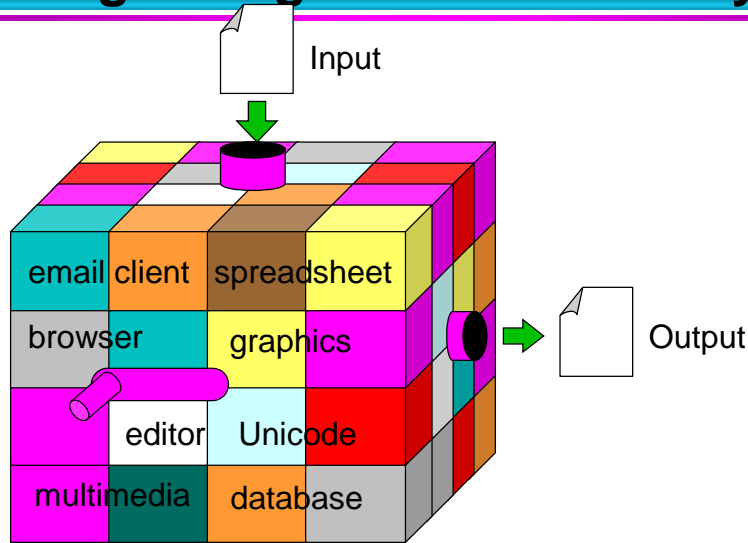 Input
email client spreadsheet
browser graphics
Output
editor Unicode
multimedia database